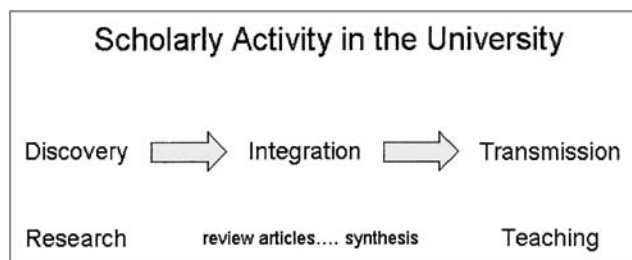 Scholarly Activity in the University
Discovery Integration Transmission
Research review articles.... synthesis Teaching